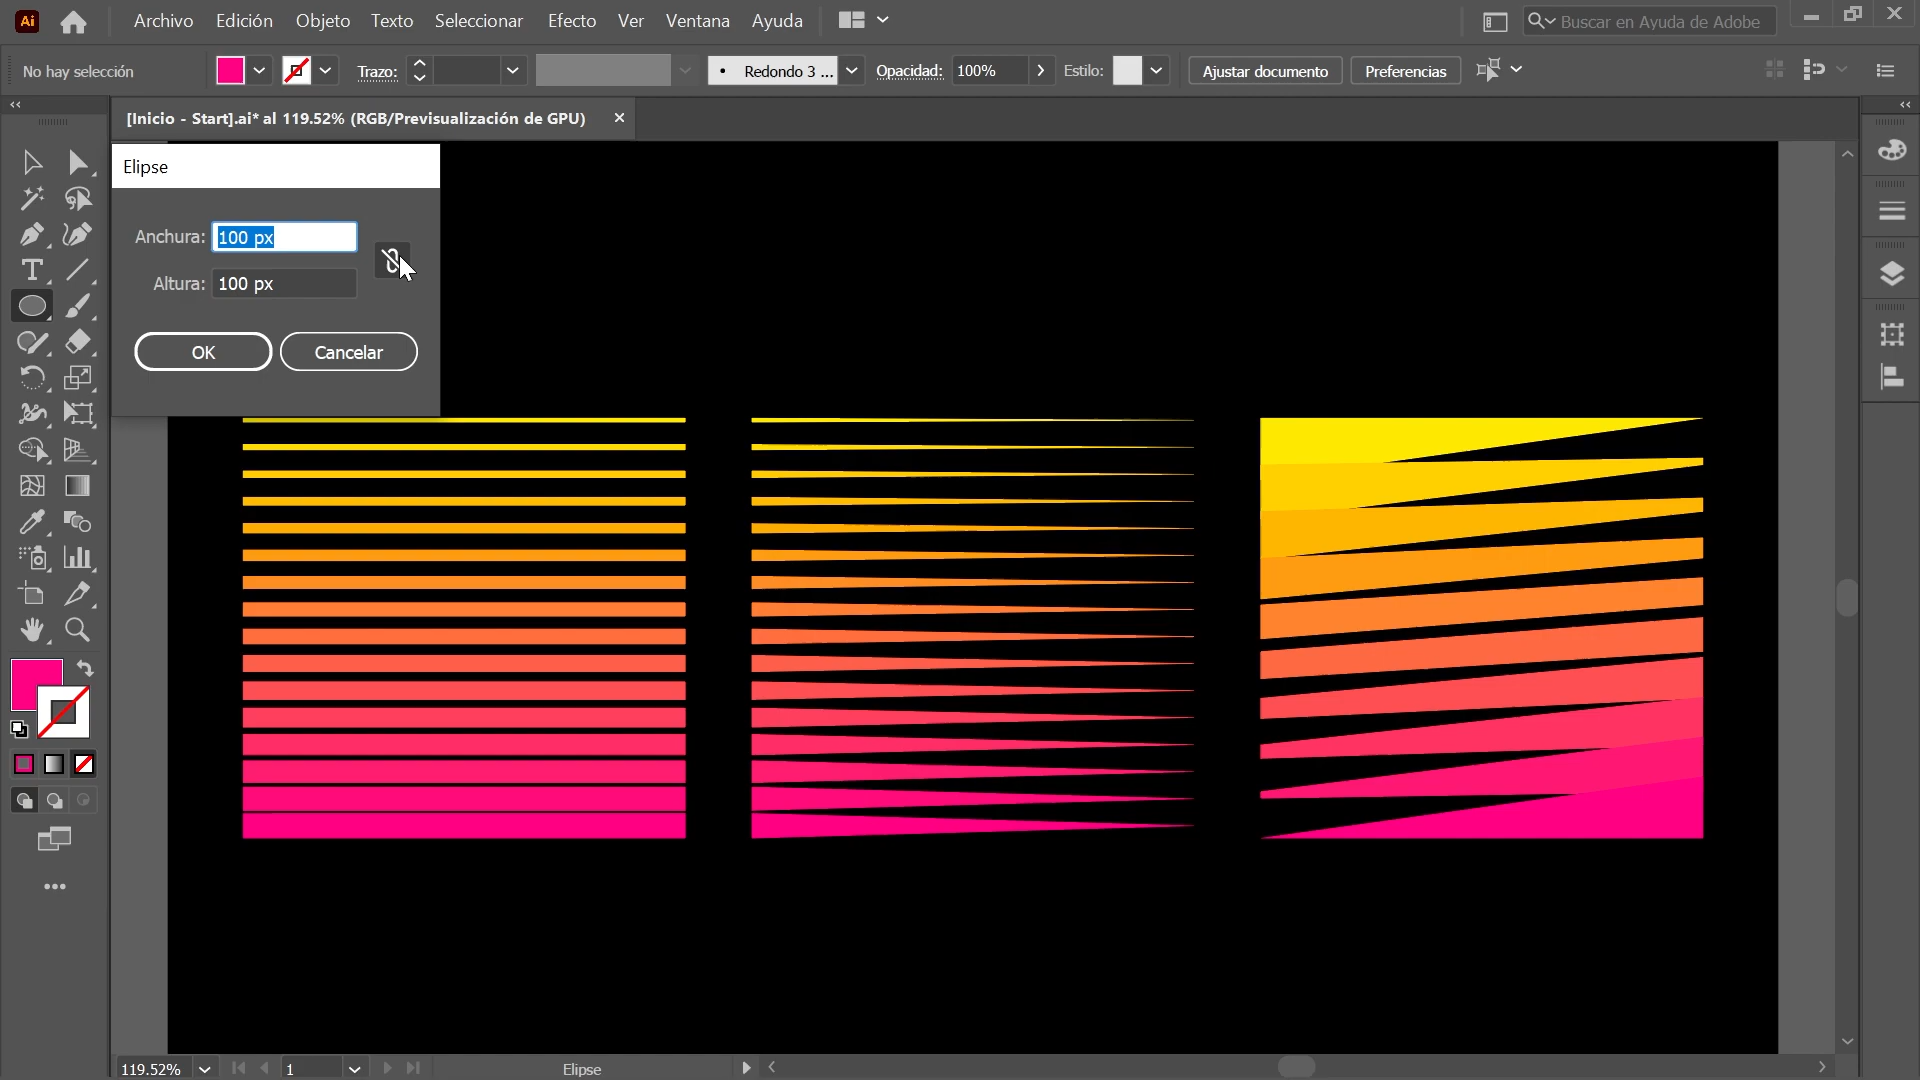 Ai Archivo Edición Objeto Texto Seleccionar Efecto Ver Ventana Ayuda Buscar en Ayuda de Adobe
No hay selección Trazo: Redondo 3 ... Opacidad: 100% Estilo: Ajustar documento Preferencias
[Inicio - Start].ai* al 119.52% (RGB/Previsualización de GPU)
Elipse
Anchura: 100 px
Altura: 100 px
OK Cancelar
119.52% 1 Elipse